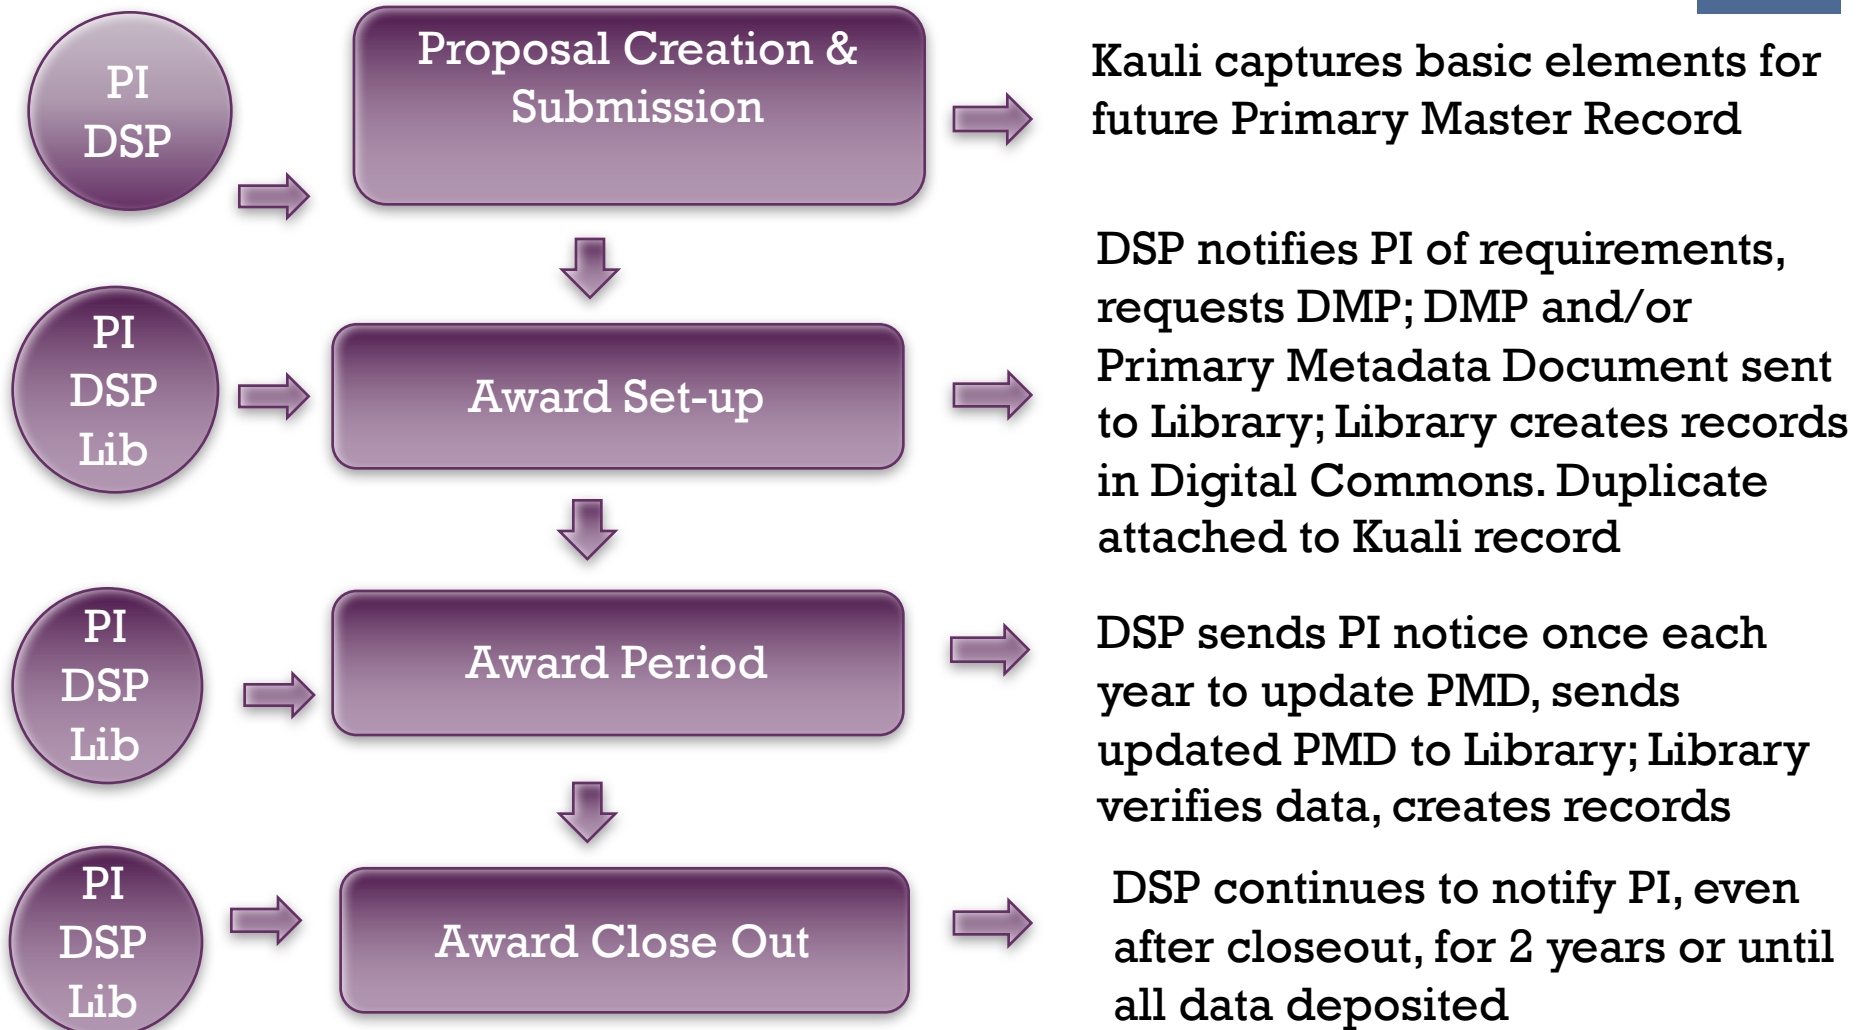 PI
DSP
Proposal Creation &
Submission
Kauli captures basic elements for
future Primary Master Record
PI
DSP
Lib
Award Set-up
DSP notifies PI of requirements,
requests DMP; DMP and/or
Primary Metadata Document sent
to Library; Library creates records
in Digital Commons. Duplicate
attached to Kuali record
PI
DSP
Lib
Award Period
DSP sends PI notice once each
year to update PMD, sends
updated PMD to Library; Library
verifies data, creates records
PI
DSP
Lib
Award Close Out
DSP continues to notify PI, even
after closeout, for 2 years or until
all data deposited